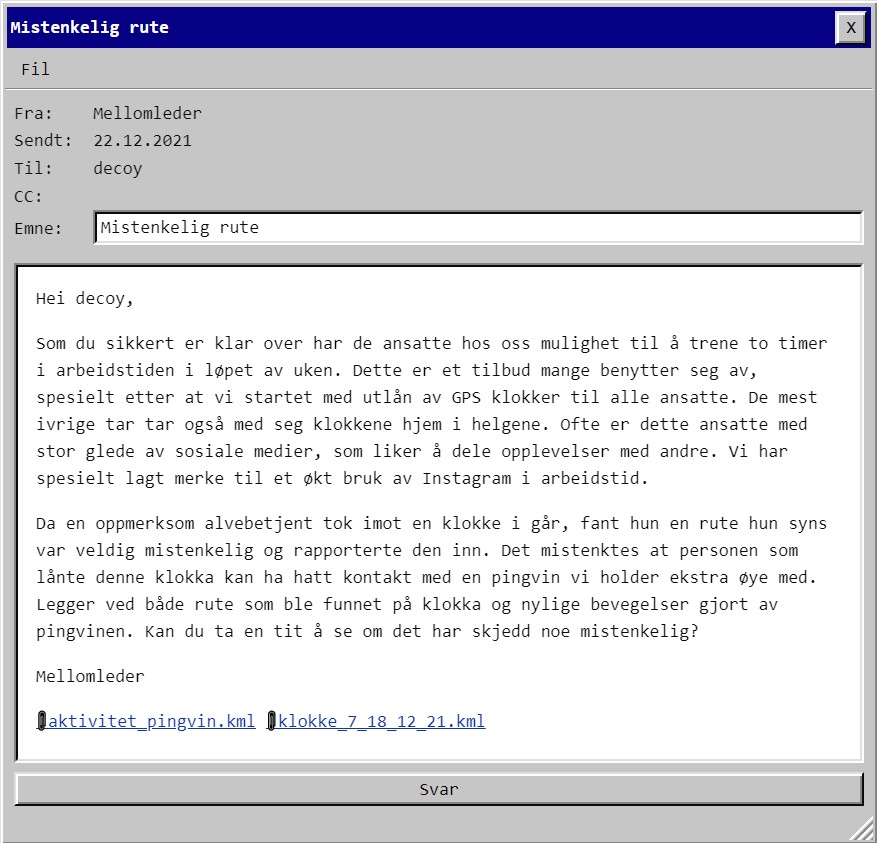 Mistenkelig rute
X
Fil
Fra: Mellomleder
Sendt: 22.12.2021
Til: decoy
CC:
Emne: Mistenkelig rute
Hei decoy,
Som du sikkert er klar over har de ansatte hos oss mulighet til å trene to timer
i arbeidstiden i løpet av uken. Dette er et tilbud mange benytter seg av,
spesielt etter at vi startet med utlån av GPS klokker til alle ansatte. De mest
ivrige tar tar også med seg klokkene hjem i helgene. Ofte er dette ansatte med
stor glede av sosiale medier, som liker å dele opplevelser med andre. Vi har
spesielt lagt merke til et økt bruk av Instagram i arbeidstid.
Da en oppmerksom alvebetjent tok imot en klokke i går, fant hun en rute hun syns
var veldig mistenkelig og rapporterte den inn. Det mistenktes at personen som
lånte denne klokka kan ha hatt kontakt med en pingvin vi holder ekstra øye med.
Legger ved både rute som ble funnet på klokka og nylige bevegelser gjort av
pingvinen. Kan du ta en tit å se om det har skjedd noe mistenkelig?
Mellomleder
aktivitet_pingvin.kml klokke_7_18_12_21.kml
Svar